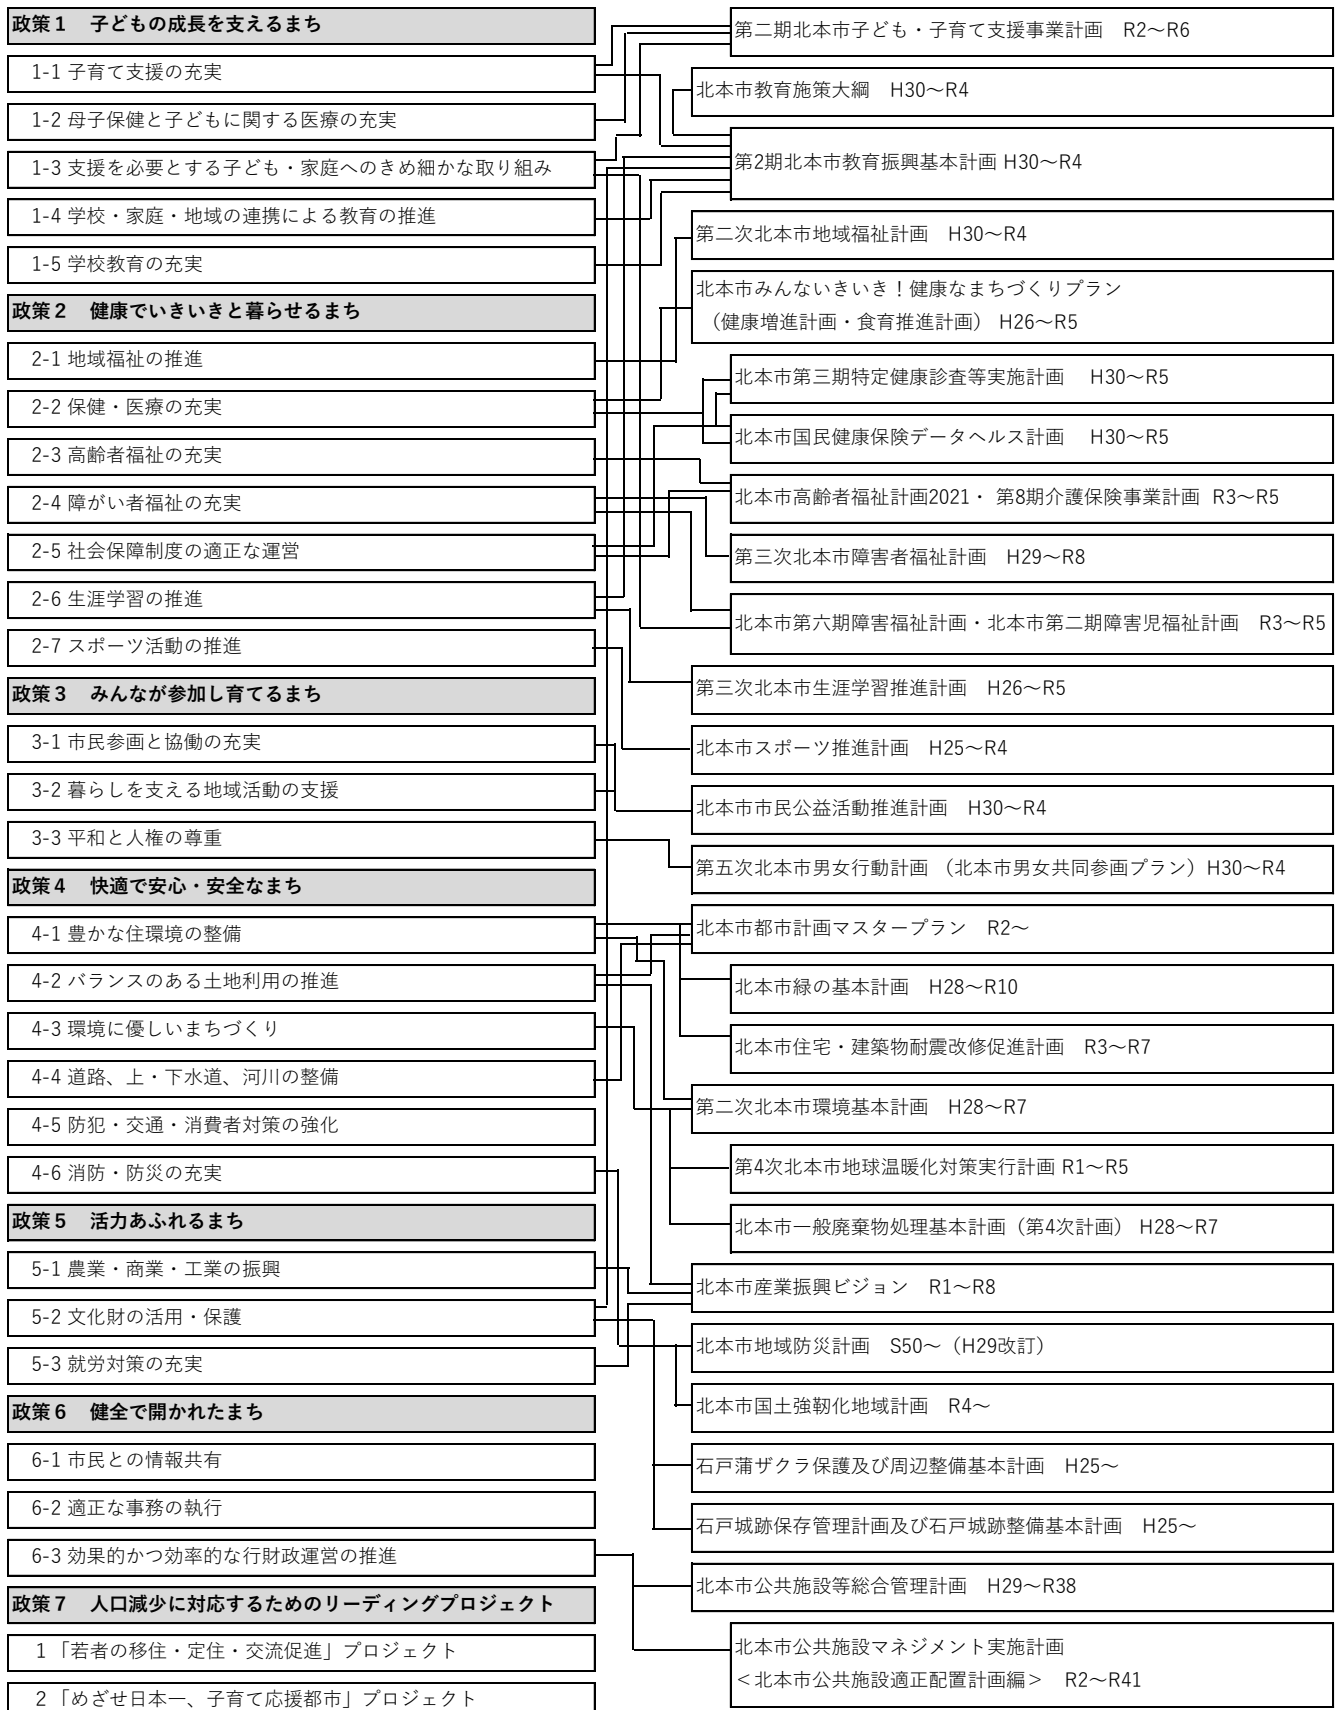 政策１　子どもの成長を支えるまち
1-1 子育て支援の充実
1-2 母子保健と子どもに関する医療の充実
1-3 支援を必要とする子ども・家庭へのきめ細かな取り組み
1-4 学校・家庭・地域の連携による教育の推進
1-5 学校教育の充実
政策２　健康でいきいきと暮らせるまち
2-1 地域福祉の推進
2-2 保健・医療の充実
2-3 高齢者福祉の充実
2-4 障がい者福祉の充実
2-5 社会保障制度の適正な運営
2-6 生涯学習の推進
2-7 スポーツ活動の推進
政策３　みんなが参加し育てるまち
3-1 市民参画と協働の充実
3-2 暮らしを支える地域活動の支援
3-3 平和と人権の尊重
政策４　快適で安心・安全なまち
4-1 豊かな住環境の整備
4-2 バランスのある土地利用の推進
4-3 環境に優しいまちづくり
4-4 道路、上・下水道、河川の整備
4-5 防犯・交通・消費者対策の強化
4-6 消防・防災の充実
政策５　活力あふれるまち
5-1 農業・商業・工業の振興
5-2 文化財の活用・保護
5-3 就労対策の充実
政策６　健全で開かれたまち
6-1 市民との情報共有
6-2 適正な事務の執行
6-3 効果的かつ効率的な行財政運営の推進
政策７　人口減少に対応するためのリーディングプロジェクト
1「若者の移住・定住・交流促進」プロジェクト
2「めざせ日本一、子育て応援都市」プロジェクト
第二期北本市子ども・子育て支援事業計画　R2～R6
北本市教育施策大綱　H30～R4
第2期北本市教育振興基本計画 H30～R4
第二次北本市地域福祉計画　H30～R4
北本市みんないきいき！健康なまちづくりプラン
（健康増進計画・食育推進計画） H26～R5
北本市第三期特定健康診査等実施計画　 H30～R5
北本市国民健康保険データヘルス計画　 H30～R5
北本市高齢者福祉計画2021・ 第8期介護保険事業計画 R3～R5
第三次北本市障害者福祉計画　H29～R8
北本市第六期障害福祉計画・北本市第二期障害児福祉計画　R3～R5
第三次北本市生涯学習推進計画　H26～R5
北本市スポーツ推進計画　H25～R4
北本市市民公益活動推進計画　H30～R4
第五次北本市男女行動計画 （北本市男女共同参画プラン）H30～R4
北本市都市計画マスタープラン　R2～
北本市緑の基本計画　H28～R10
北本市住宅・建築物耐震改修促進計画　R3～R7
第二次北本市環境基本計画　H28～R7
第4次北本市地球温暖化対策実行計画 R1～R5
北本市一般廃棄物処理基本計画（第4次計画） H28～R7
北本市産業振興ビジョン　R1～R8
北本市地域防災計画　S50～（H29改訂）
北本市国土強靱化地域計画　R4～
石戸蒲ザクラ保護及び周辺整備基本計画　H25～
石戸城跡保存管理計画及び石戸城跡整備基本計画　H25～
北本市公共施設等総合管理計画　H29～R38
北本市公共施設マネジメント実施計画
＜北本市公共施設適正配置計画編＞　R2～R41